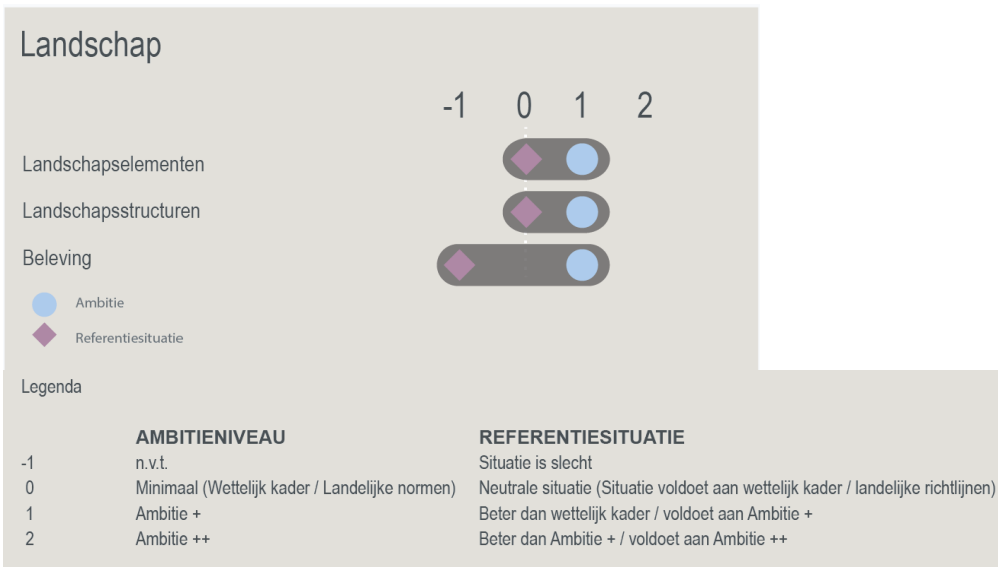 Landschap
-1 0 1 2
Landschapselementen
Landschapsstructuren
Beleving
Ambitie
Referentiesituatie
Legenda
AMBITIENIVEAU REFERENTIESITUATIE
-1 n.v.t. Situatie is slecht
0 Minimaal (Wettelijk kader / Landelijke normen) Neutrale situatie (Situatie voldoet aan wettelijk kader / landelijke richtlijnen)
1 Ambitie + Beter dan wettelijk kader / voldoet aan Ambitie +
2 Ambitie ++ Beter dan Ambitie + / voldoet aan Ambitie ++